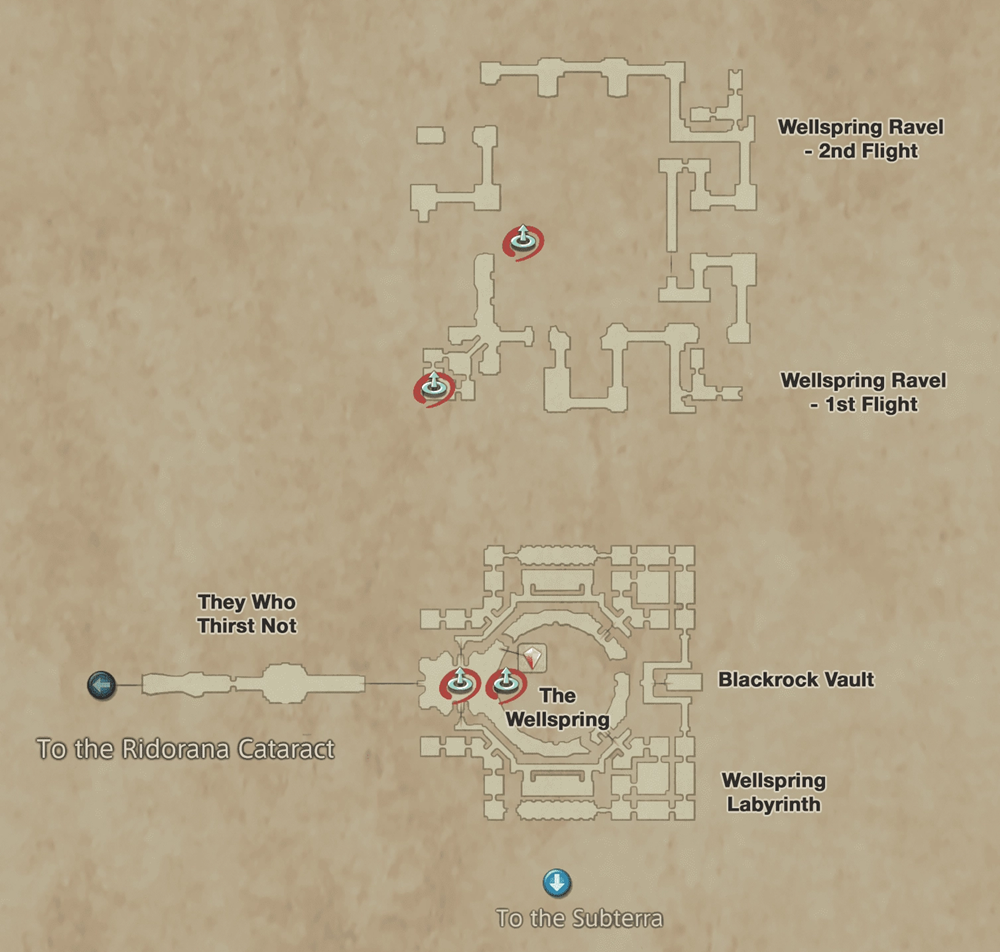 Wellspring Ravel
- 2nd Flight
Wellspring Ravel
- 1st Flight
They Who
Thirst Not
Blackrock Vault
The
Wellspring
To the Ridorana Cataract
Wellspring
Labyrinth
To the Subterra